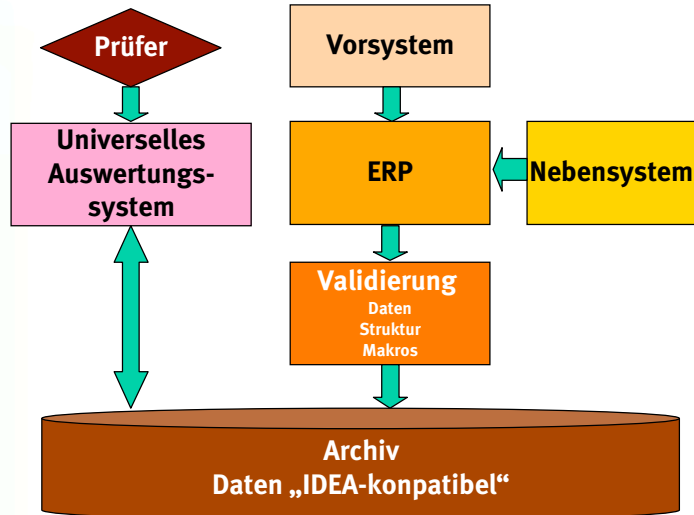 Prüfer
Vorsystem
Universelles
Auswertungs-
system
ERP
Nebensystem
Validierung
Daten
Struktur
Makros
Archiv
Daten „IDEA-konpatibel“